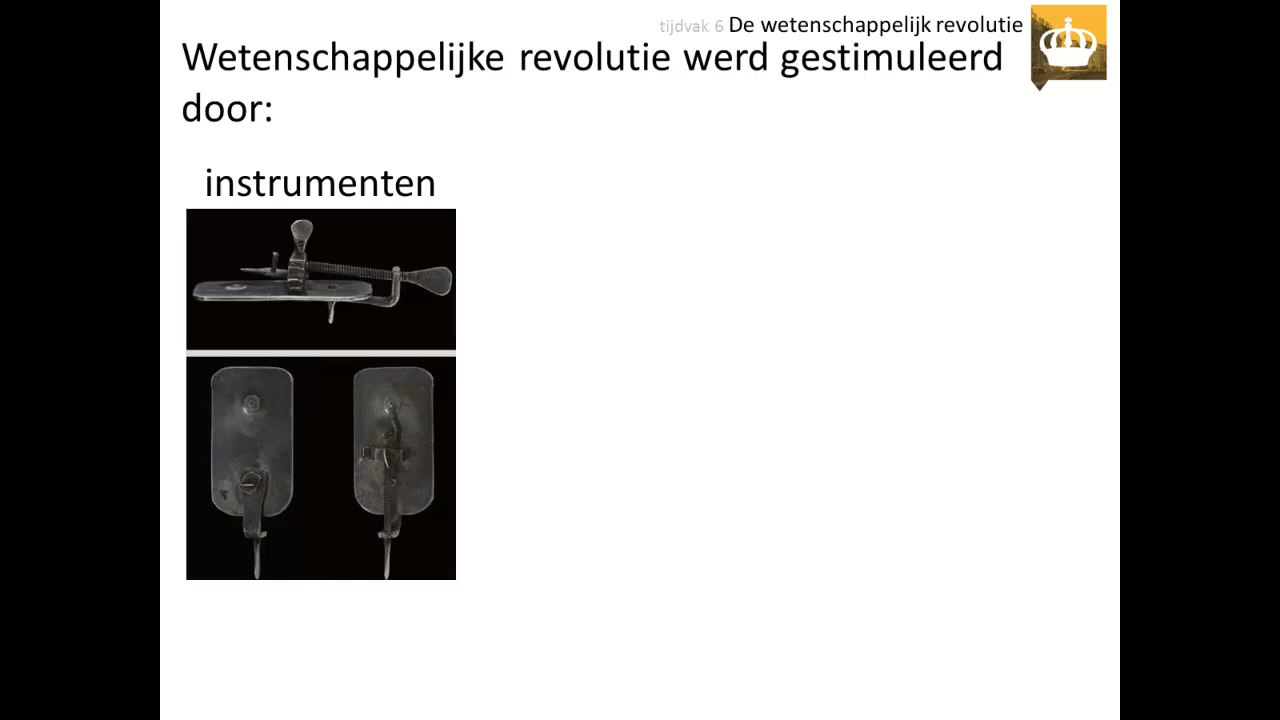 tijdvak 6 De wetenschappelijk revolutie
Wetenschappelijke revolutie werd gestimuleerd
door:
instrumenten